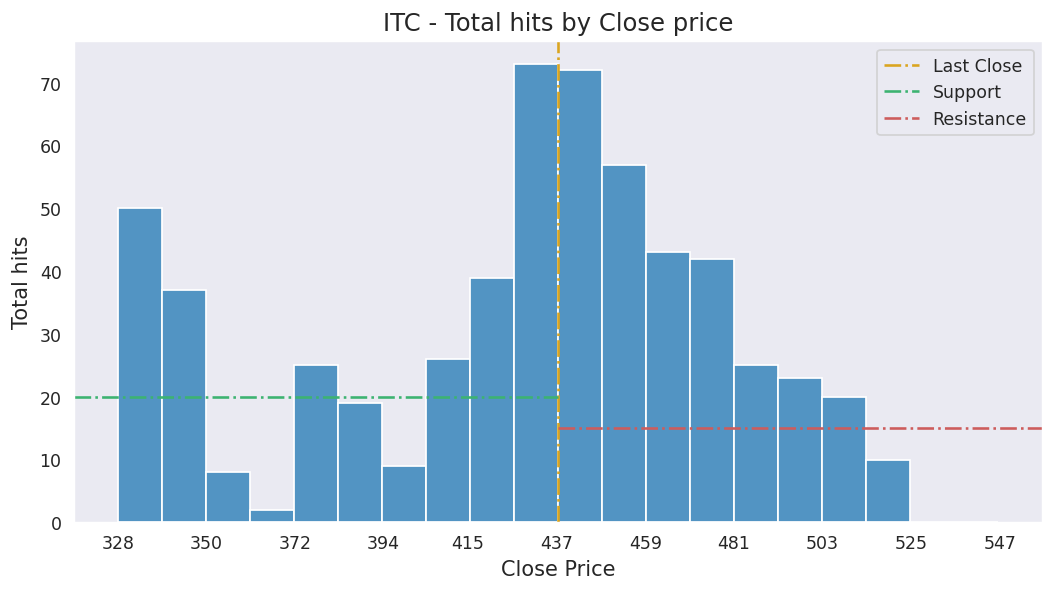 ITC - Total hits by Close price
Last Close
Support
Resistance
Total hits
70
60
50
40
30
20
10
0
328 350 372 394 415 437 459 481 503 525 547
Close Price